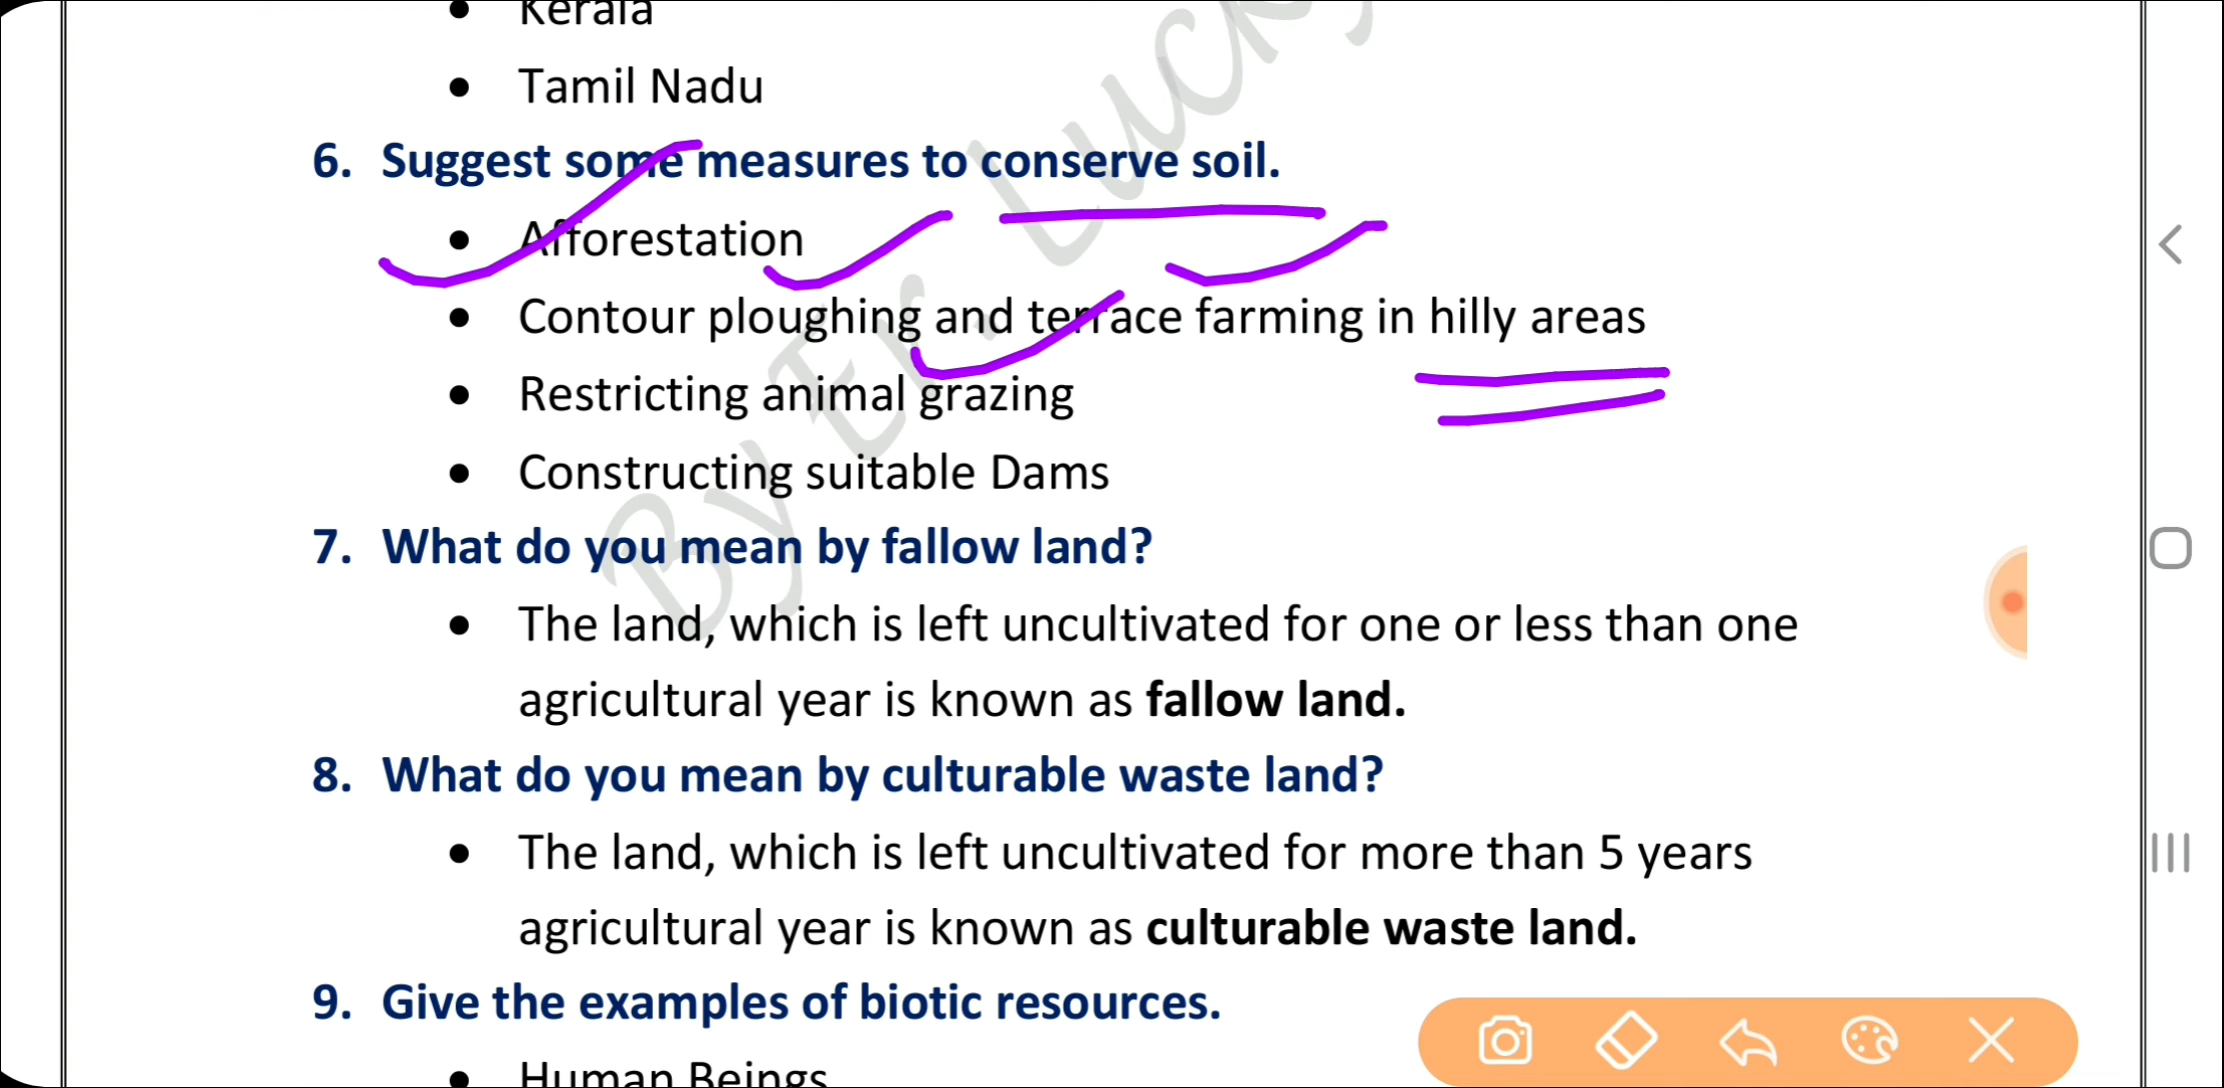 • Kerala
• Tamil Nadu
6. Suggest some measures to conserve soil.
• Afforestation
• Contour ploughing and terrace farming in hilly areas
• Restricting animal grazing
• Constructing suitable Dams
7. What do you mean by fallow land?
• The land, which is left uncultivated for one or less than one
agricultural year is known as fallow land.
8. What do you mean by culturable waste land?
• The land, which is left uncultivated for more than 5 years
agricultural year is known as culturable waste land.
9. Give the examples of biotic resources.
• Human Beings
By Er.